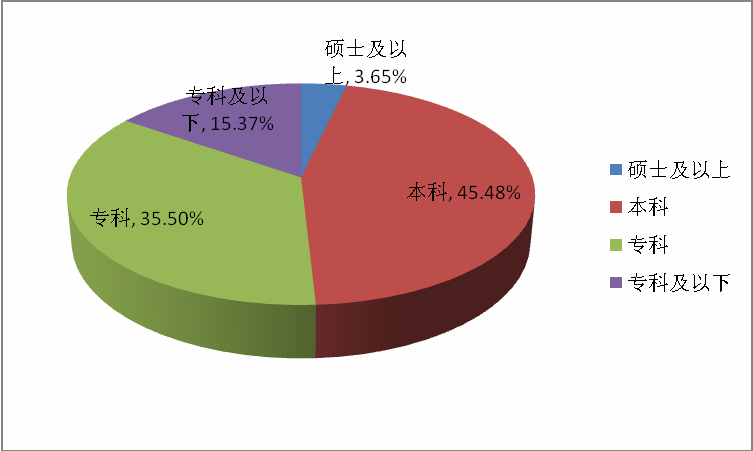 硕士及以
上, 3.65%
专科及以
下, 15.37%
本科, 45.48%
专科, 35.50%
硕士及以上
本科
专科
专科及以下